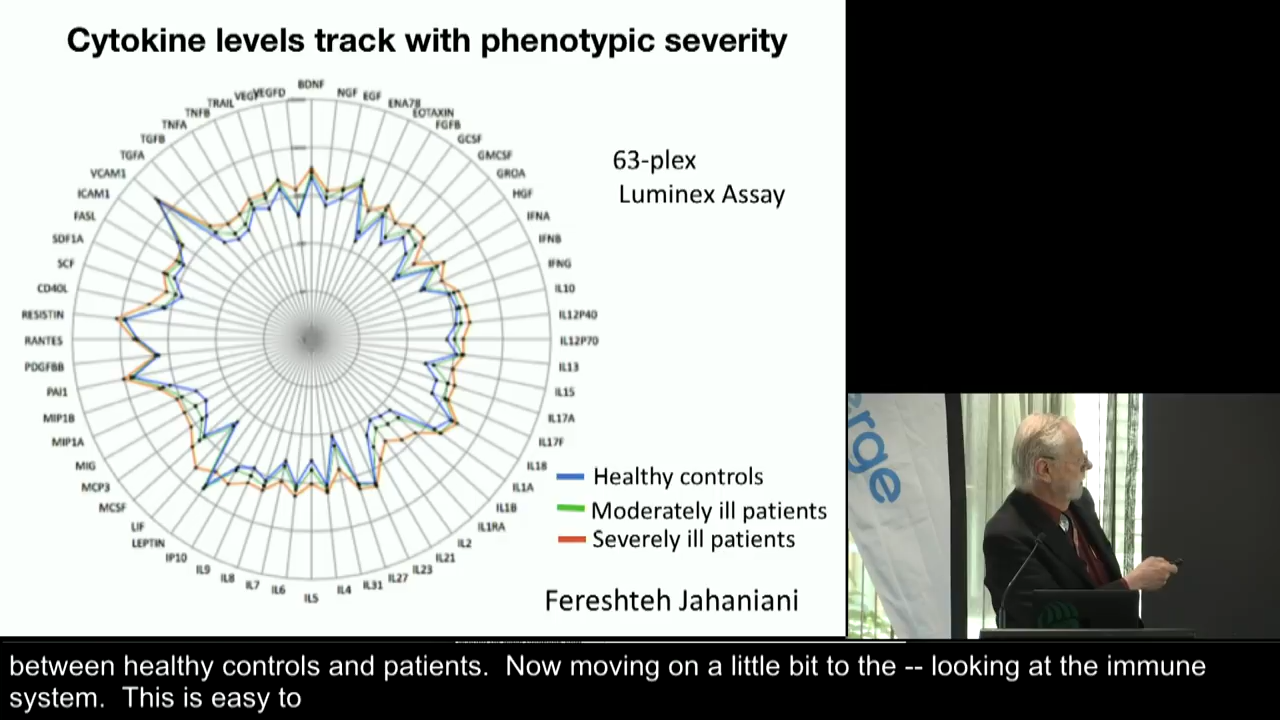 Cytokine levels track with phenotypic severity
BDNF
NGF
EGF
ENA78
EOTAXIN
FGFB
GCSF
GMCSF
GROA
HGF
IFNA
IFNB
IFNG
IL10
IL12P40
IL12P70
IL13
IL15
IL17A
IL17F
IL18
IL1A
IL1B
IL1RA
IL2
IL21
IL23
IL27
IL31
IL4
IL5
IL6
IL7
IL8
IL9
IP10
LEPTIN
LIF
MCSF
MCP3
MIG
MIP1A
MIP1B
PAI1
PDGFBB
RANTES
RESISTIN
CD40L
SCF
SDF1A
FASL
ICAM1
VCAM1
TGFA
TGFB
TNFA
TNFB
TRAIL
VEGF
VEGFD
63-plex
Luminex Assay
Healthy controls
Moderately ill patients
Severely ill patients
Fereshteh Jahaniani
erge
between healthy controls and patients.  Now moving on a little bit to the -- looking at the immune
system.  This is easy to